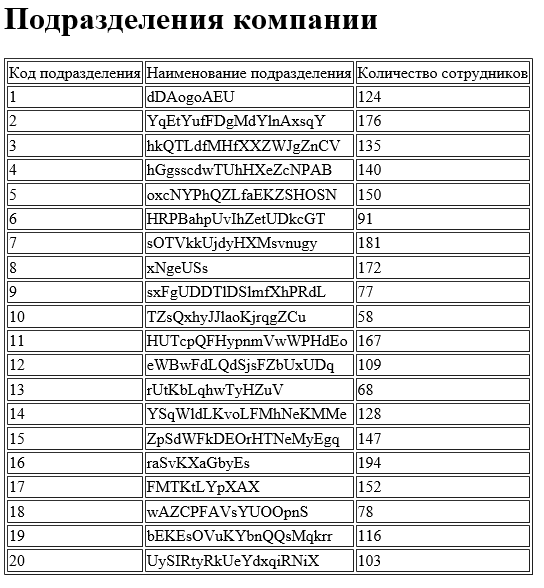 Подразделения компании
Код подразделения Наименование подразделения Количество сотрудников
1 dDAogoAEU 124
2 YqEtYufFDgMdYlnAxsqY 176
3 hkQTLdfMHfXXZWJgZnCV 135
4 hGgsscdwTUhHXeZcNPAB 140
5 oxcNYPhQZLfaEKZSHOSN 150
6 HRPBahpUvIhZetUDkcGT 91
7 sOTVkkUjdyHXMsvnugy 181
8 xNgeUSs 172
9 sxFgUDDTlDSlmfXhPRdL 77
10 TZsQxhyJJlaoKjrqgZCu 58
11 HUTcpQFHypnmVwWPHdEo 167
12 eWBwFdLQdSjsFZbUxUDq 109
13 rUtKbLqhwTyHZuV 68
14 YSqWldLKvoLFMhNeKMMe 128
15 ZpSdWFkDEOrHTNeMyEgq 147
16 raSvKXaGbyEs 194
17 FMTKtLYpXAX 152
18 wAZCPFAVsYUOOpnS 78
19 bEKEsOVuKYbnQQsMqkrr 116
20 UySIRtyRkUeYdxqiRNiX 103